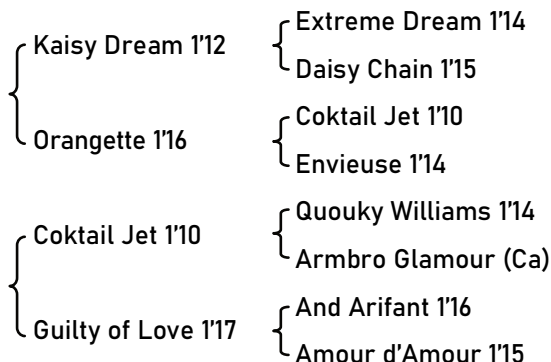 Extreme Dream 1'14
Kaisy Dream 1'12
Daisy Chain 1'15
Coktail Jet 1'10
Orangette 1'16
Envieuse 1'14
Quouky Williams 1'14
Coktail Jet 1'10
Armbro Glamour (Ca)
And Arifant 1'16
Guilty of Love 1'17
Amour d'Amour 1'15